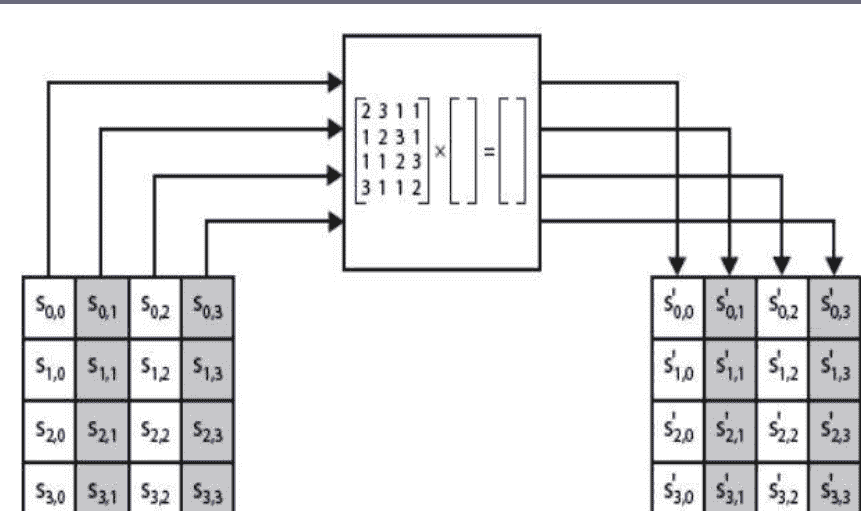 2 3 1 1
1 2 3 1
1 1 2 3
3 1 1 2
× =
S0,0 S0,1 S0,2 S0,3
S1,0 S1,1 S1,2 S1,3
S2,0 S2,1 S2,2 S2,3
S3,0 S3,1 S3,2 S3,3
S'0,0 S'0,1 S'0,2 S'0,3
S'1,0 S'1,1 S'1,2 S'1,3
S'2,0 S'2,1 S'2,2 S'2,3
S'3,0 S'3,1 S'3,2 S'3,3